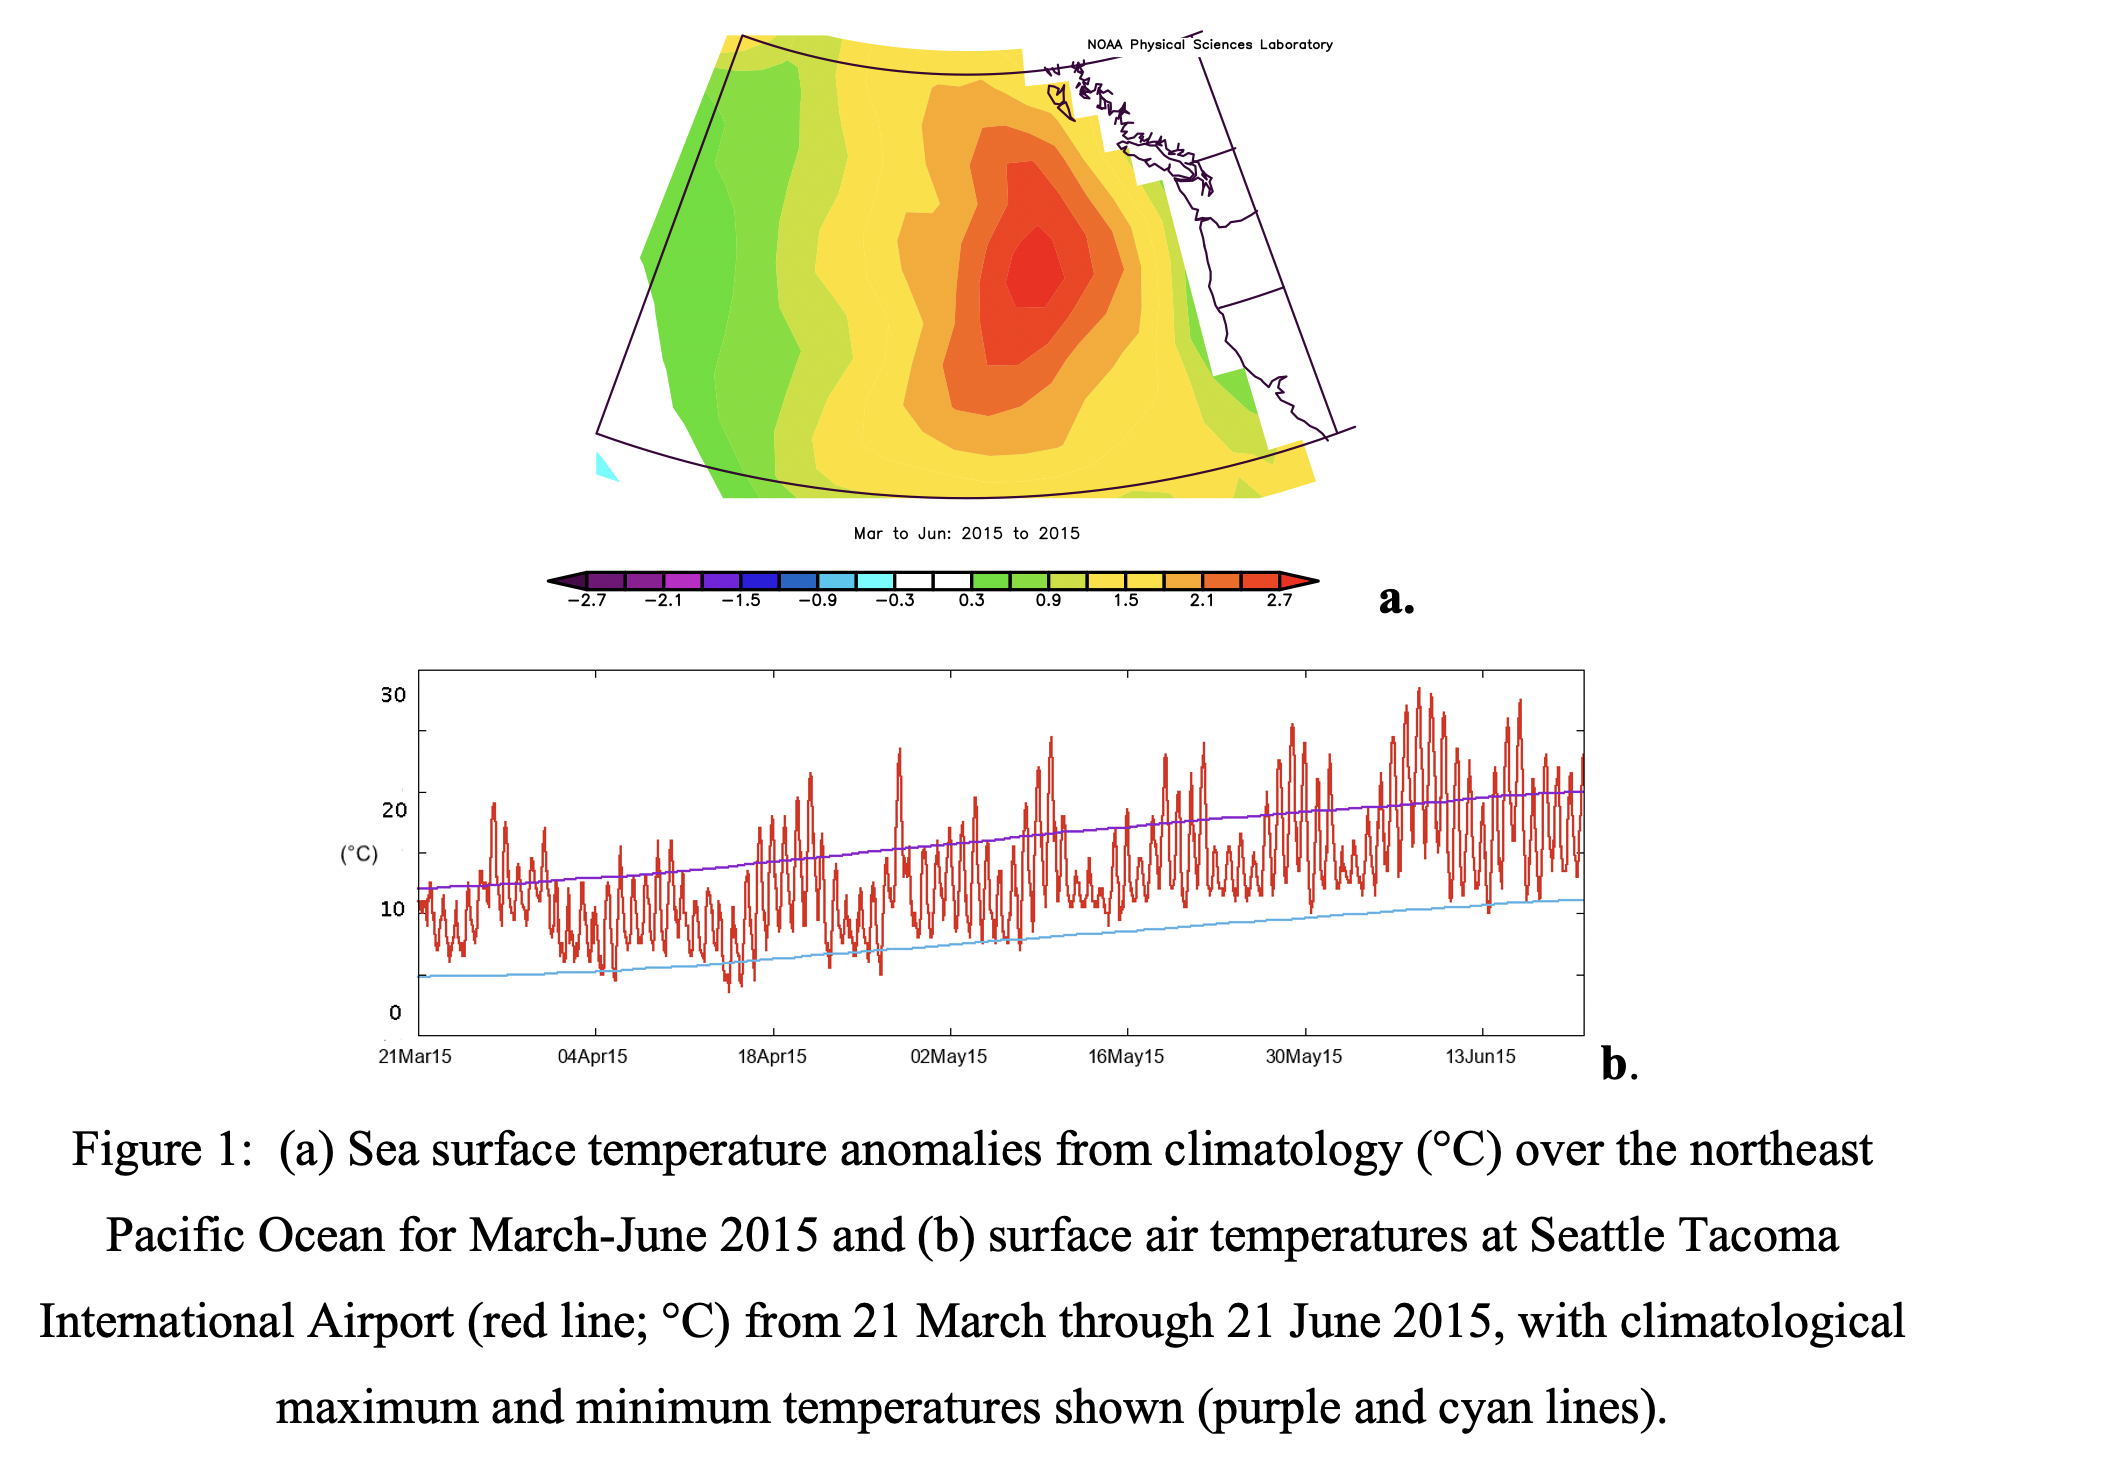 NOAA Physical Sciences Laboratory
Mar to Jun: 2015 to 2015
−2.7 −2.1 −1.5 −0.9 −0.3 0.3 0.9 1.5 2.1 2.7
a.
30
20
(°C)
10
0
21Mar15 04Apr15 18Apr15 02May15 16May15 30May15 13Jun15
b.
Figure 1: (a) Sea surface temperature anomalies from climatology (°C) over the northeast
Pacific Ocean for March-June 2015 and (b) surface air temperatures at Seattle Tacoma
International Airport (red line; °C) from 21 March through 21 June 2015, with climatological
maximum and minimum temperatures shown (purple and cyan lines).